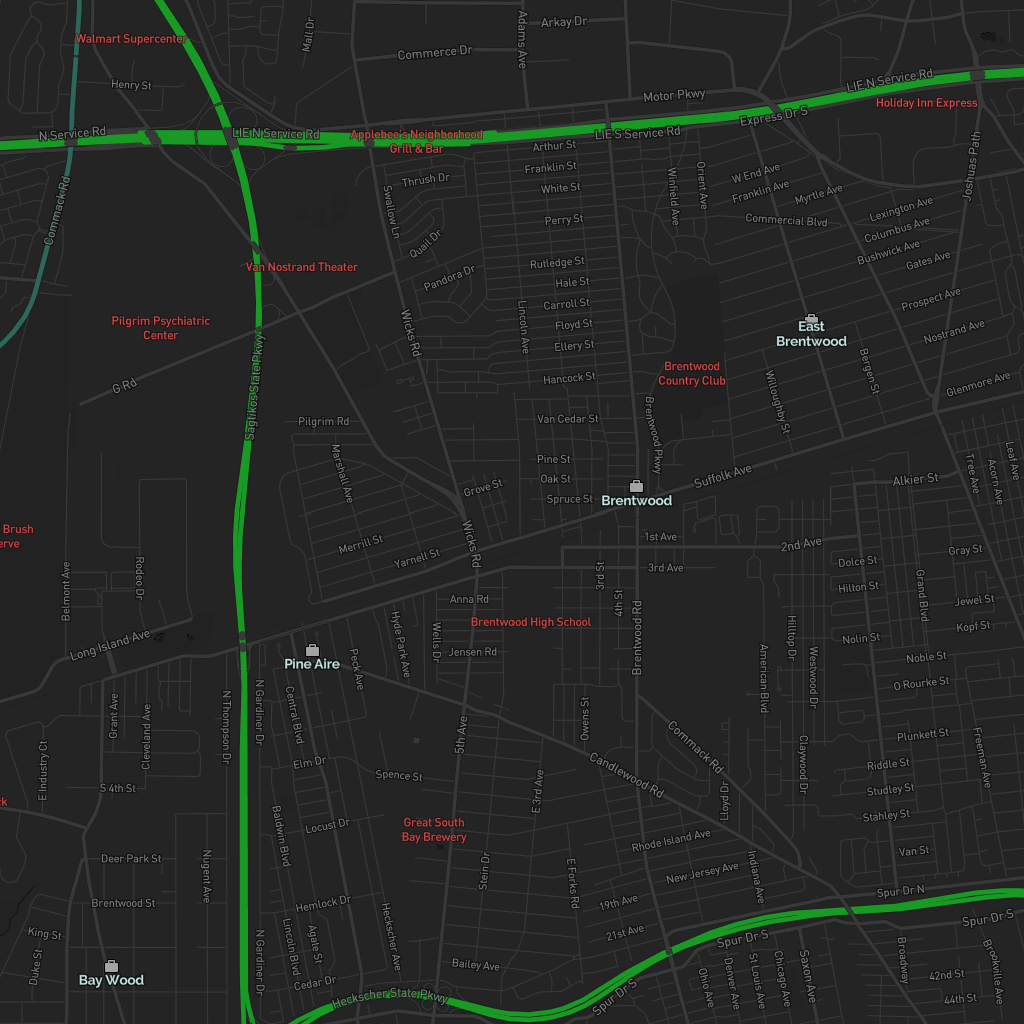 Arkay Dr
Adams Ave
Mall Dr
Walmart Supercenter
Commerce Dr
Henry St
LIE N Service Rd
Motor Pkwy
Holiday Inn Express
Express Dr S
N Service Rd
LIE N Service Rd
Applebee's Neighborhood
Grill & Bar
LIE S Service Rd
Arthur St
Franklin St
White St
Thrush Dr
Joshuas Path
W End Ave
Franklin Ave
Myrtle Ave
Orient Ave
Winfield Ave
Commack Rd
Swallow Ln
Quail Dr
Perry St
Commercial Blvd
Lexington Ave
Columbus Ave
Bushwick Ave
Gates Ave
Van Nostrand Theater
Pandora Dr
Rutledge St
Hale St
Carroll St
Floyd St
Ellery St
Lincoln Ave
Prospect Ave
Nostrand Ave
Pilgrim Psychiatric
Center
Wicks Rd
East
Brentwood
Bergen St
Glenmore Ave
Brentwood
Country Club
Hancock St
G Rd
Sagtikos State Pkwy
Willoughby St
Brentwood Pkwy
Van Cedar St
Pilgrim Rd
Marshall Ave
Pine St
Oak St
Spruce St
Grove St
Suffolk Ave
Brentwood
Alkier St
Tree Ave
Acorn Ave
Leaf Ave
Brush
erve
Wicks Rd
Merrill St
Yarnell St
1st Ave
2nd Ave
3rd Ave
Gray St
Dolce St
Hilton St
Grand Blvd
Jewel St
Kopf St
Belmont Ave
Rodeo Dr
3rd St
4th St
Anna Rd
Hyde Park Ave
Wells Dr
Brentwood High School
Brentwood Rd
Hilltop Dr
Nolin St
Noble St
Long Island Ave
Jensen Rd
Pine Aire
Peck Ave
American Blvd
Westwood Dr
O Rourke St
N Thompson Dr
N Gardiner Dr
Central Blvd
Grant Ave
Cleveland Ave
5th Ave
Owens St
Commack Rd
Claywood Dr
Plunkett St
Freeman Ave
E Industry Ct
Elm Dr
Spence St
E 3rd Ave
Candlewood Rd
Lloyd Dr
Riddle St
Studley St
Stahley St
S 4th St
ck
Baldwin Blvd
Locust Dr
Great South
Bay Brewery
Rhode Island Ave
Van St
Deer Park St
Nugent Ave
Stein Dr
E Forks Rd
New Jersey Ave
Indiana Ave
Spur Dr N
Brentwood St
Hemlock Dr
19th Ave
21st Ave
Spur Dr S
Spur Dr S
King St
Duke St
N Gardiner Dr
Lincoln Blvd
Agate St
Heckscher Ave
Bailey Ave
Cedar Dr
Bay Wood
Heckscher State Pkwy
Spur Dr S
Ohio Ave
Denver Ave
St Louis Ave
Chicago Ave
Saxon Ave
Broadway
42nd St
44th St
Brookville Ave